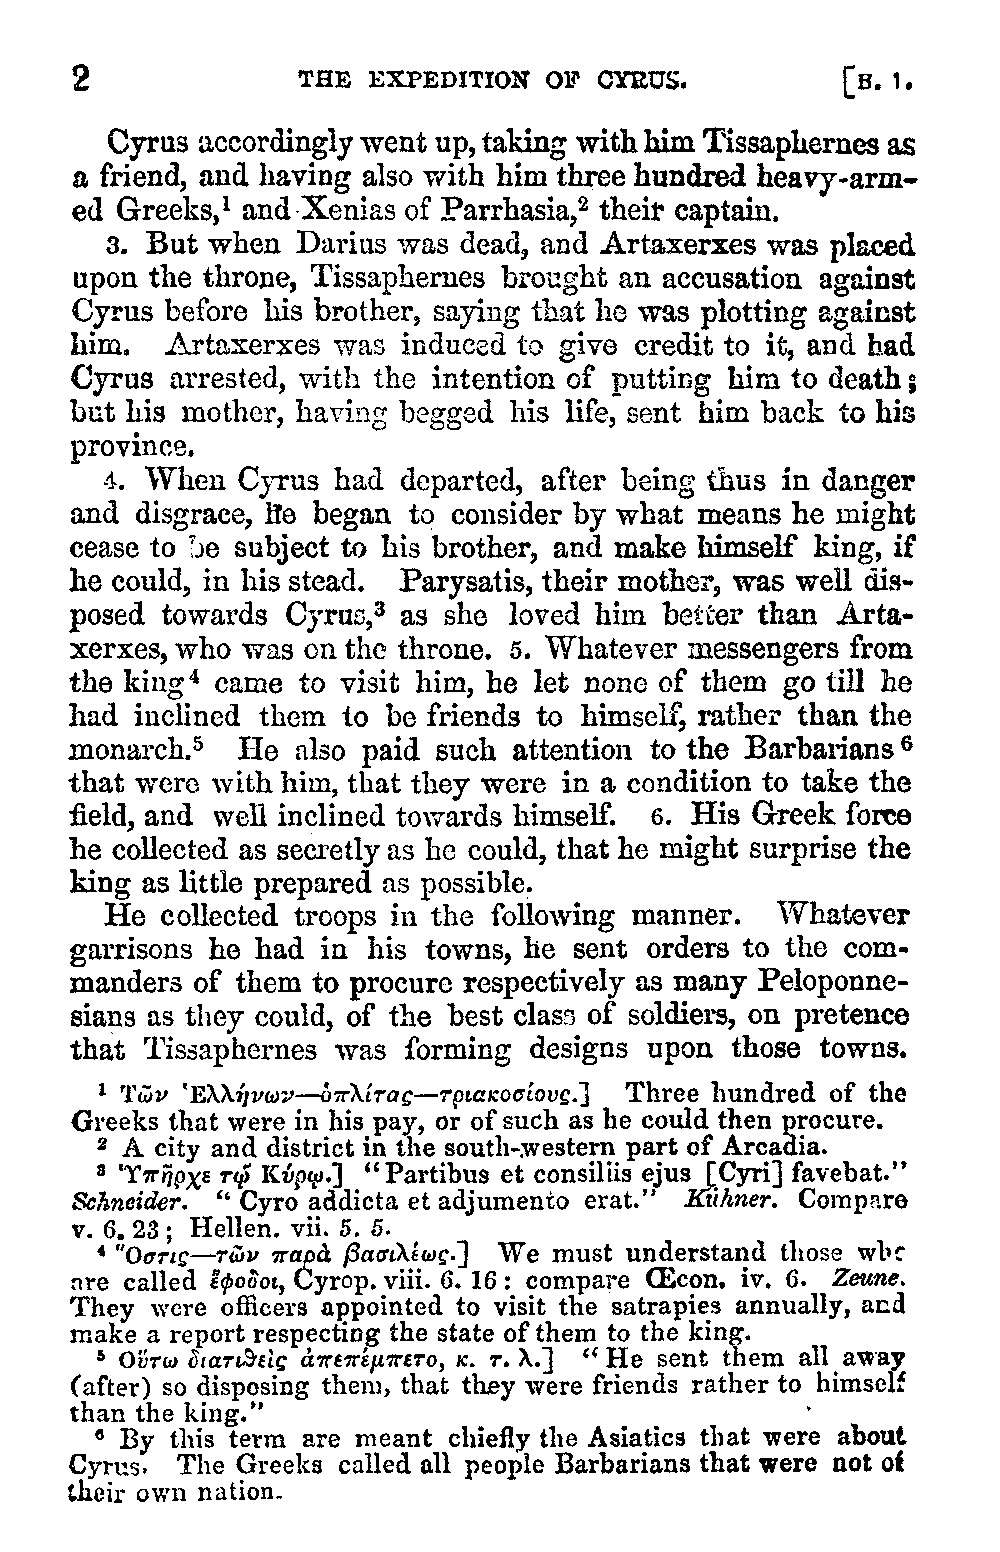 2 THE EXPEDITION OF CYRUS. [B. 1.
Cyrus accordingly went up, taking with him Tissaphernes as
a friend, and having also with him three hundred heavy-arm-
ed Greeks,¹ and Xenias of Parrhasia,² their captain.
3. But when Darius was dead, and Artaxerxes was placed
upon the throne, Tissaphernes brought an accusation against
Cyrus before his brother, saying that he was plotting against
him. Artaxerxes was induced to give credit to it, and had
Cyrus arrested, with the intention of putting him to death;
but his mother, having begged his life, sent him back to his
province.
4. When Cyrus had departed, after being thus in danger
and disgrace, he began to consider by what means he might
cease to be subject to his brother, and make himself king, if
he could, in his stead. Parysatis, their mother, was well dis-
posed towards Cyrus,³ as she loved him better than Arta-
xerxes, who was on the throne. 5. Whatever messengers from
the king⁴ came to visit him, he let none of them go till he
had inclined them to be friends to himself, rather than the
monarch.⁵ He also paid such attention to the Barbarians⁶
that were with him, that they were in a condition to take the
field, and well inclined towards himself. 6. His Greek force
he collected as secretly as he could, that he might surprise the
king as little prepared as possible.
He collected troops in the following manner. Whatever
garrisons he had in his towns, he sent orders to the com-
manders of them to procure respectively as many Peloponne-
sians as they could, of the best class of soldiers, on pretence
that Tissaphernes was forming designs upon those towns.
¹ Τῶν Ἑλλήνων—ὁπλίτας—τριακοσίους.] Three hundred of the
Greeks that were in his pay, or of such as he could then procure.
² A city and district in the south-western part of Arcadia.
³ Ὑπῆρχε τῷ Κύρῳ.] “Partibus et consiliis ejus [Cyri] favebat.”
Schneider. “Cyro addicta et adjumento erat.” Kühner. Compare
v. 6. 23; Hellen. vii. 5. 5.
⁴ Ὅστις—τῶν παρὰ βασιλέως.] We must understand those who
are called ἔφοδοι, Cyrop. viii. 6. 16: compare Œcon. iv. 6. Zeune.
They were officers appointed to visit the satrapies annually, and
make a report respecting the state of them to the king.
⁵ Οὕτω διατιϑεὶς ἀπεπέμπετο, κ. τ. λ.] “He sent them all away
(after) so disposing them, that they were friends rather to himself
than the king.”
⁶ By this term are meant chiefly the Asiatics that were about
Cyrus. The Greeks called all people Barbarians that were not of
their own nation.